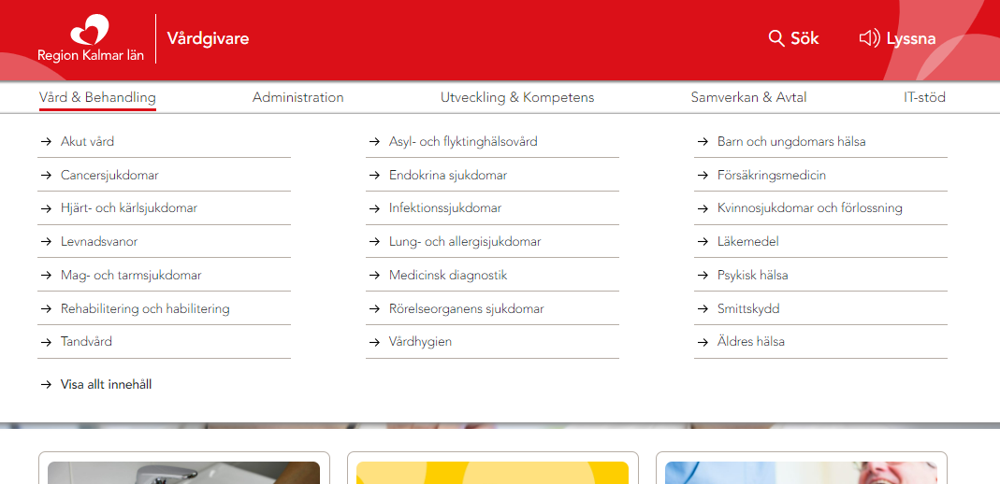 Region Kalmar län
Vårdgivare
Sök
Lyssna
Vård & Behandling
Administration
Utveckling & Kompetens
Samverkan & Avtal
IT-stöd
Akut vård
Asyl- och flyktinghälsovård
Barn och ungdomars hälsa
Cancersjukdomar
Endokrina sjukdomar
Försäkringsmedicin
Hjärt- och kärlsjukdomar
Infektionssjukdomar
Kvinnosjukdomar och förlossning
Levnadsvanor
Lung- och allergisjukdomar
Läkemedel
Mag- och tarmsjukdomar
Medicinsk diagnostik
Psykisk hälsa
Rehabilitering och habilitering
Rörelseorganens sjukdomar
Smittskydd
Tandvård
Vårdhygien
Äldres hälsa
Visa allt innehåll